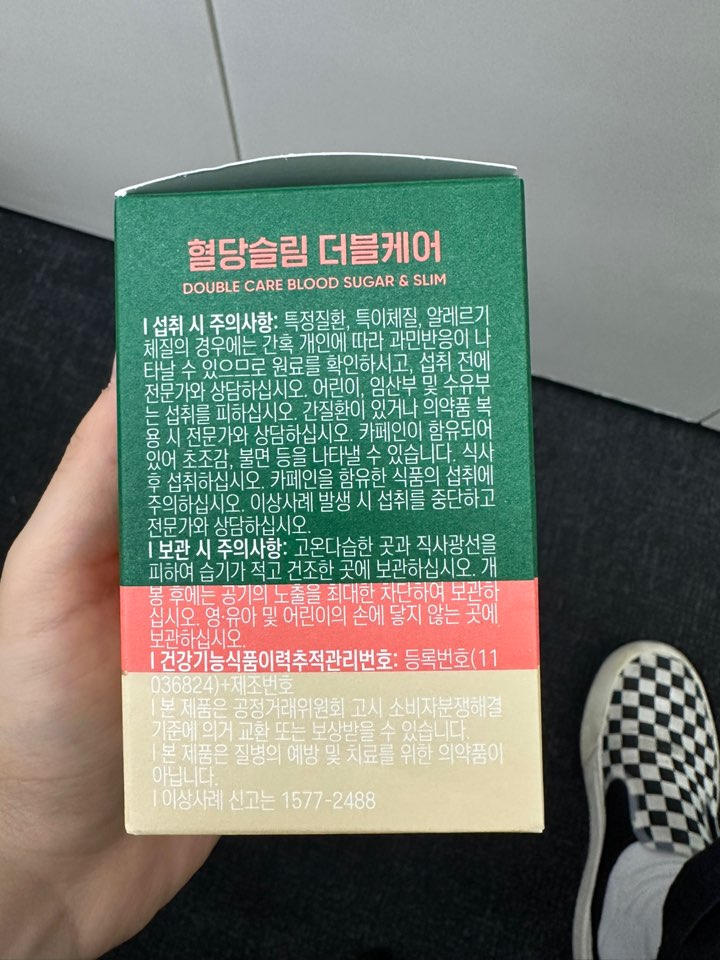 혈당슬림 더블케어
DOUBLE CARE BLOOD SUGAR & SLIM
I 섭취 시 주의사항: 특정질환, 특이체질, 알레르기
체질의 경우에는 간혹 개인에 따라 과민반응이 나
타날 수 있으므로 원료를 확인하시고, 섭취 전에
전문가와 상담하십시오. 어린이, 임산부 및 수유부
는 섭취를 피하십시오. 간질환이 있거나 의약품 복
용 시 전문가와 상담하십시오. 카페인이 함유되어
있어 초조감, 불면 등을 나타낼 수 있습니다. 식사
후 섭취하십시오. 카페인을 함유한 식품의 섭취에
주의하십시오. 이상사례 발생 시 섭취를 중단하고
전문가와 상담하십시오.
I 보관 시 주의사항: 고온다습한 곳과 직사광선을
피하여 습기가 적고 건조한 곳에 보관하십시오. 개
봉 후에는 공기의 노출을 최대한 차단하여 보관하
십시오. 영·유아 및 어린이의 손에 닿지 않는 곳에
보관하십시오.
I 건강기능식품이력추적관리번호: 등록번호(11
036824)+제조번호
I 본 제품은 공정거래위원회 고시 소비자분쟁해결
기준에 의거 교환 또는 보상받을 수 있습니다.
I 본 제품은 질병의 예방 및 치료를 위한 의약품이
아닙니다.
I 이상사례 신고는 1577-2488